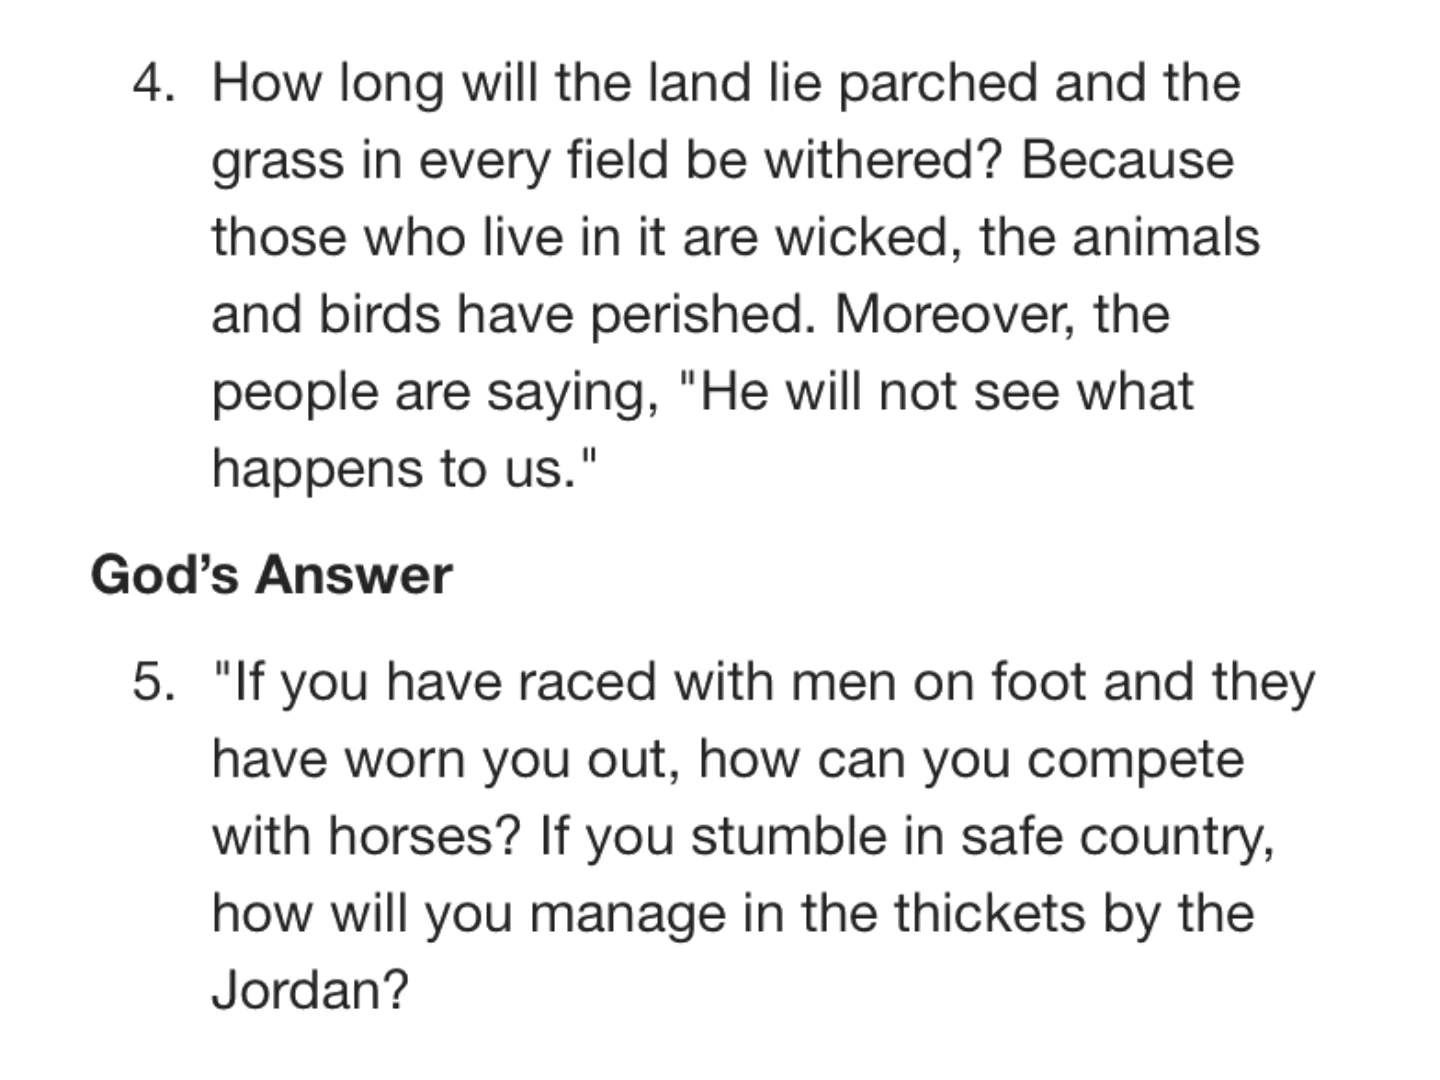 4. How long will the land lie parched and the
grass in every field be withered? Because
those who live in it are wicked, the animals
and birds have perished. Moreover, the
people are saying, "He will not see what
happens to us."
God’s Answer
5. "If you have raced with men on foot and they
have worn you out, how can you compete
with horses? If you stumble in safe country,
how will you manage in the thickets by the
Jordan?